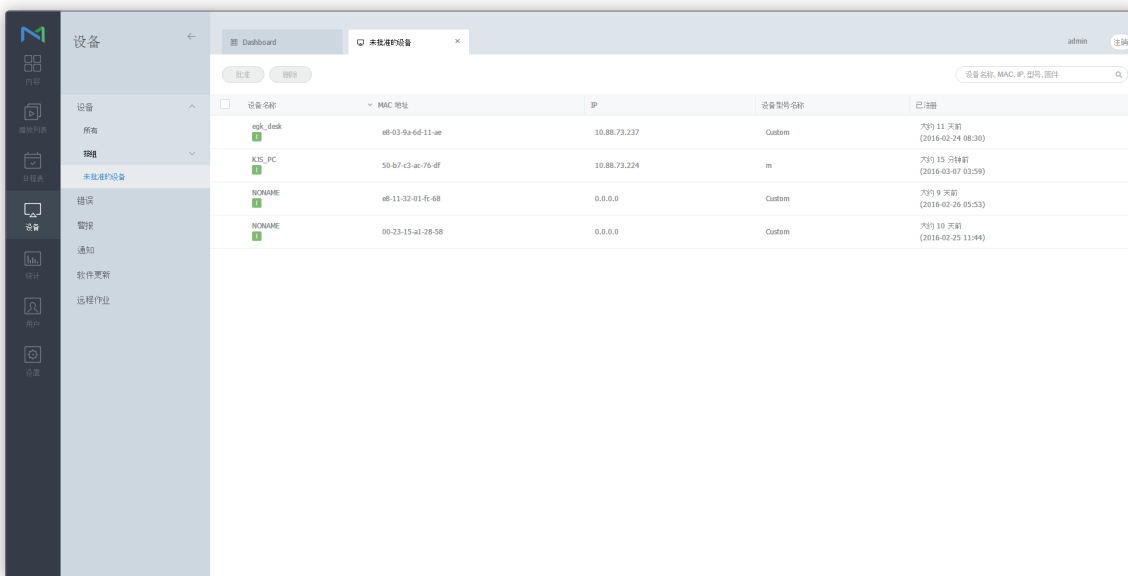 设备
Dashboard
未批准的设备
admin
注销
批准
删除
设备名称, MAC, IP, 型号, 固件
内容
播放列表
日程表
设备
统计
用户
设置
设备
所有
按组
未批准的设备
错误
警报
通知
软件更新
远程作业
设备名称 MAC 地址 IP 设备型号名称 已注册
egk_desk e8-03-9a-6d-11-ae 10.88.73.237 Custom 大约 11 天前
I (2016-02-24 08:30)
KJS_PC 50-b7-c3-ac-76-df 10.88.73.224 m 大约 15 分钟前
I (2016-03-07 03:59)
NONAME e8-11-32-01-fc-68 0.0.0.0 Custom 大约 9 天前
I (2016-02-26 05:53)
NONAME 00-23-15-a1-28-58 0.0.0.0 Custom 大约 10 天前
I (2016-02-25 11:44)